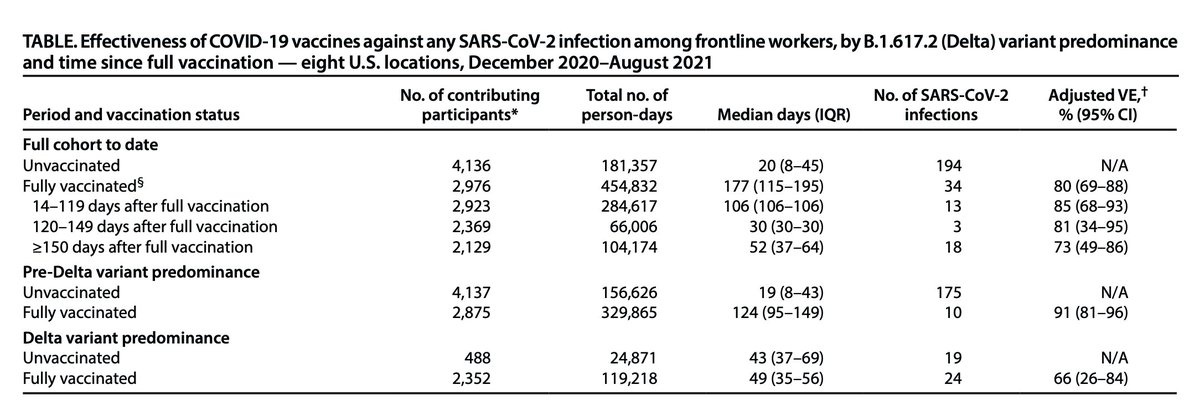 TABLE. Effectiveness of COVID-19 vaccines against any SARS-CoV-2 infection among frontline workers, by B.1.617.2 (Delta) variant predominance
and time since full vaccination — eight U.S. locations, December 2020–August 2021
Period and vaccination status No. of contributing participants* Total no. of person-days Median days (IQR) No. of SARS-CoV-2 infections Adjusted VE,† % (95% CI)
Full cohort to date
Unvaccinated 4,136 181,357 20 (8–45) 194 N/A
Fully vaccinated§ 2,976 454,832 177 (115–195) 34 80 (69–88)
14–119 days after full vaccination 2,923 284,617 106 (106–106) 13 85 (68–93)
120–149 days after full vaccination 2,369 66,006 30 (30–30) 3 81 (34–95)
≥150 days after full vaccination 2,129 104,174 52 (37–64) 18 73 (49–86)
Pre-Delta variant predominance
Unvaccinated 4,137 156,626 19 (8–43) 175 N/A
Fully vaccinated 2,875 329,865 124 (95–149) 10 91 (81–96)
Delta variant predominance
Unvaccinated 488 24,871 43 (37–69) 19 N/A
Fully vaccinated 2,352 119,218 49 (35–56) 24 66 (26–84)